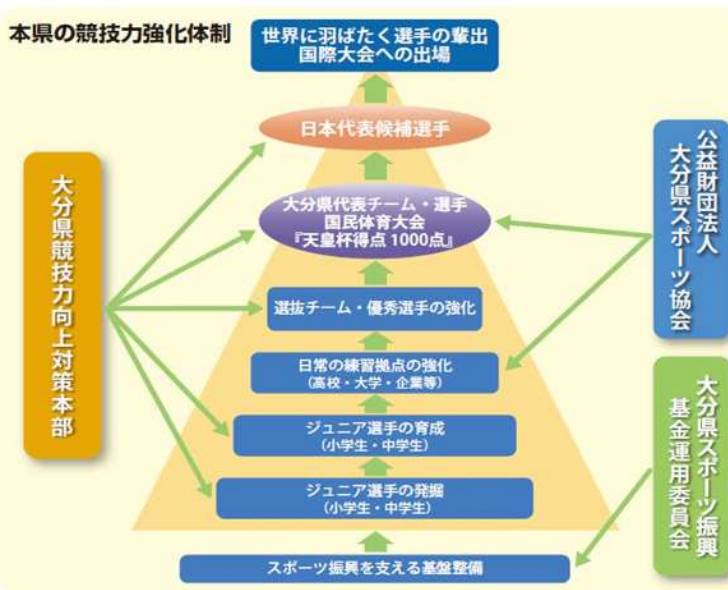 本県の競技力強化体制
世界に羽ばたく選手の輩出
国際大会への出場
日本代表候補選手
大分県代表チーム・選手
国民体育大会
『天皇杯得点1000点』
選抜チーム・優秀選手の強化
日常の練習拠点の強化
(高校・大学・企業等)
ジュニア選手の育成
(小学生・中学生)
ジュニア選手の発掘
(小学生・中学生)
スポーツ振興を支える基盤整備
大分県競技力向上対策本部
公益財団法人
大分県スポーツ協会
大分県スポーツ振興
基金運用委員会